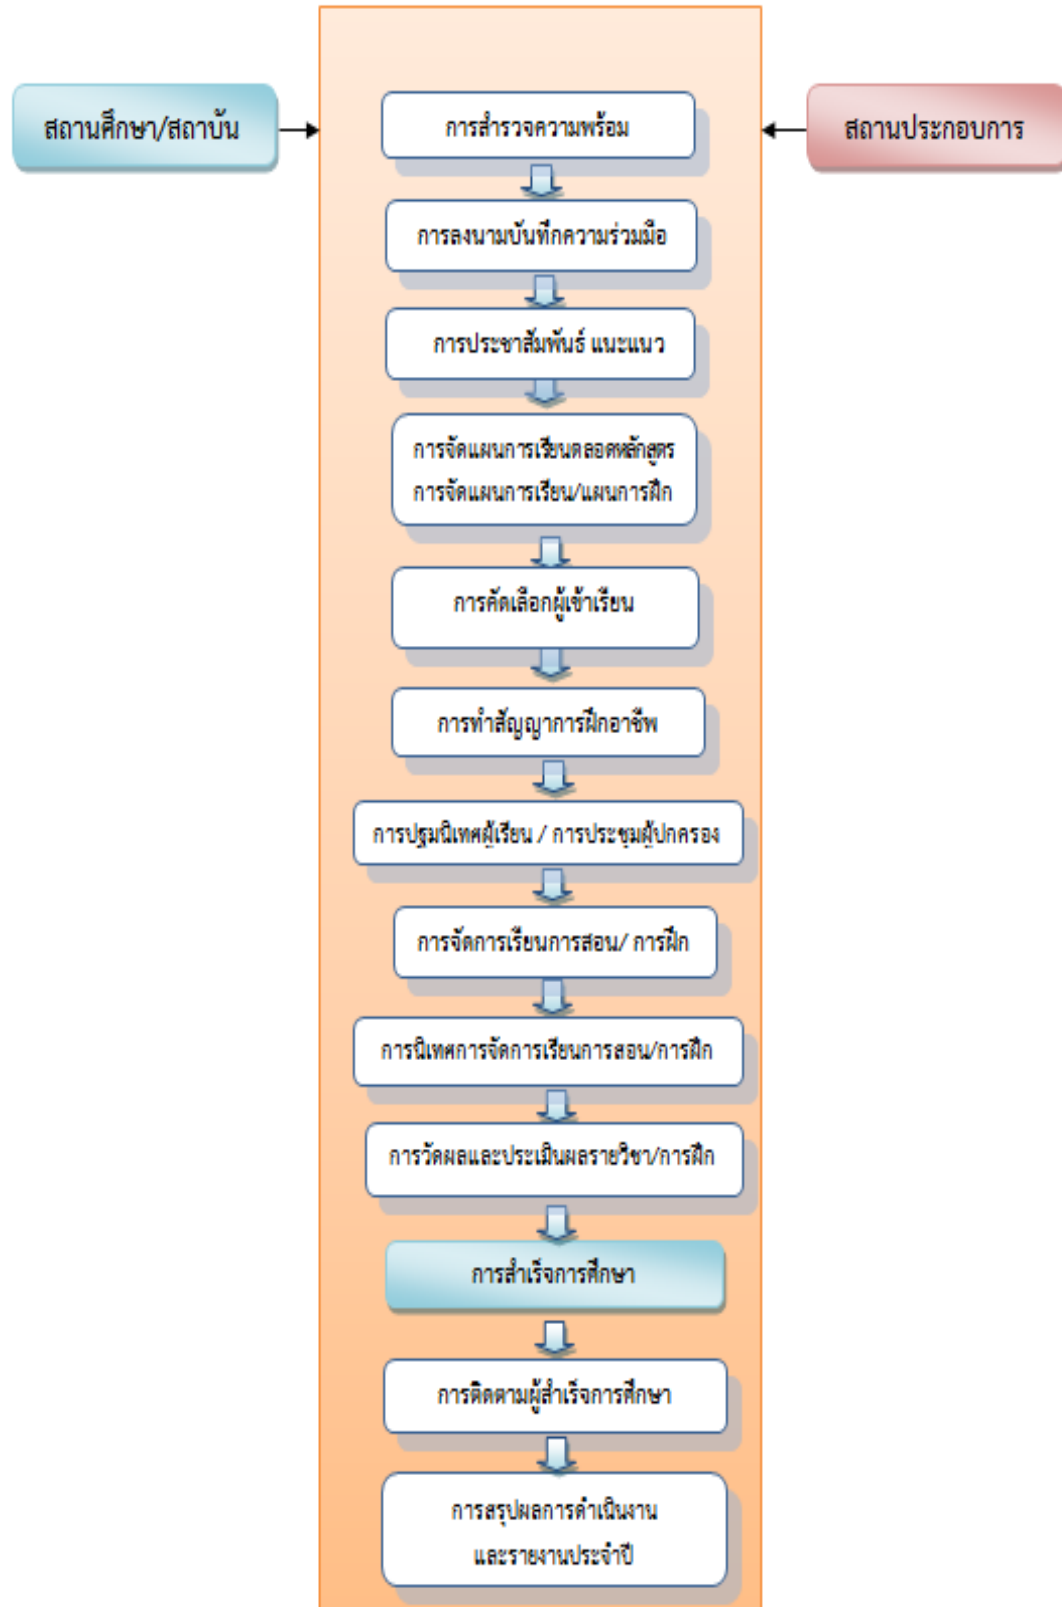 สถานศึกษา/สถาบัน
การสำรวจความพร้อม
สถานประกอบการ
การลงนามบันทึกความร่วมมือ
การประชาสัมพันธ์ แนะแนว
การจัดแผนการเรียนตลอดหลักสูตร
การจัดแผนการเรียน/แผนการฝึก
การคัดเลือกผู้เข้าเรียน
การทำสัญญาการฝึกอาชีพ
การปฐมนิเทศผู้เรียน / การประชุมผู้ปกครอง
การจัดการเรียนการสอน/ การฝึก
การนิเทศการจัดการเรียนการสอน/การฝึก
การวัดผลและประเมินผลรายวิชา/การฝึก
การสำเร็จการศึกษา
การติดตามผู้สำเร็จการศึกษา
การสรุปผลการดำเนินงาน
และรายงานประจำปี